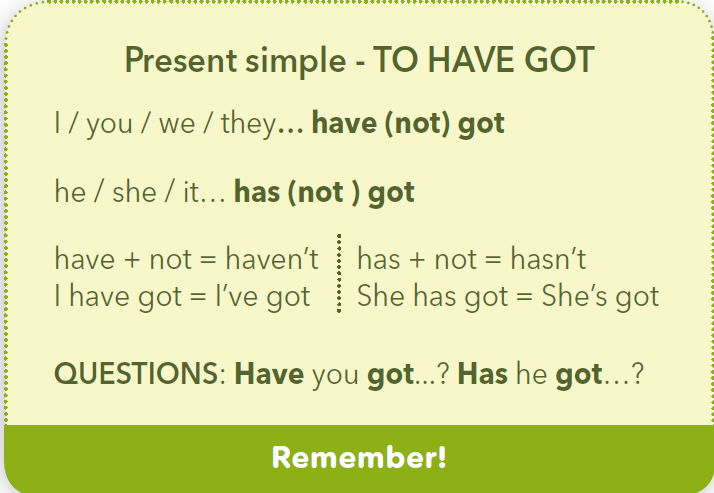 Present simple - TO HAVE GOT
I / you / we / they… have (not) got
he / she / it… has (not ) got
have + not = haven’t
I have got = I’ve got
has + not = hasn’t
She has got = She’s got
QUESTIONS: Have you got...? Has he got…?
Remember!